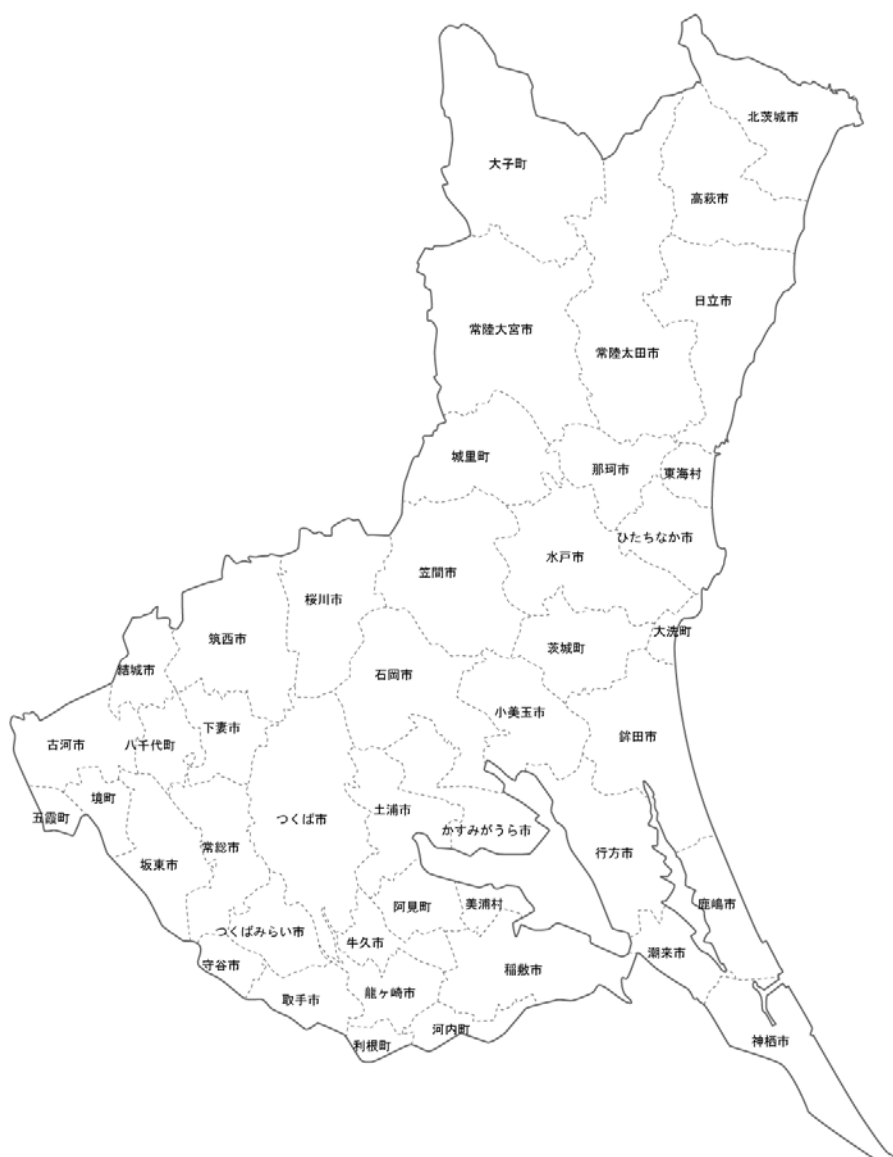 北茨城市
大子町
高萩市
日立市
常陸大宮市
常陸太田市
城里町
那珂市
東海村
ひたちなか市
水戸市
笠間市
桜川市
大洗町
筑西市
茨城町
結城市
石岡市
小美玉市
下妻市
鉾田市
古河市
八千代町
境町
土浦市
五霞町
つくば市
かすみがうら市
常総市
行方市
坂東市
阿見町
美浦村
鹿嶋市
つくばみらい市
牛久市
潮来市
守谷市
稲敷市
龍ヶ崎市
取手市
河内町
神栖市
利根町